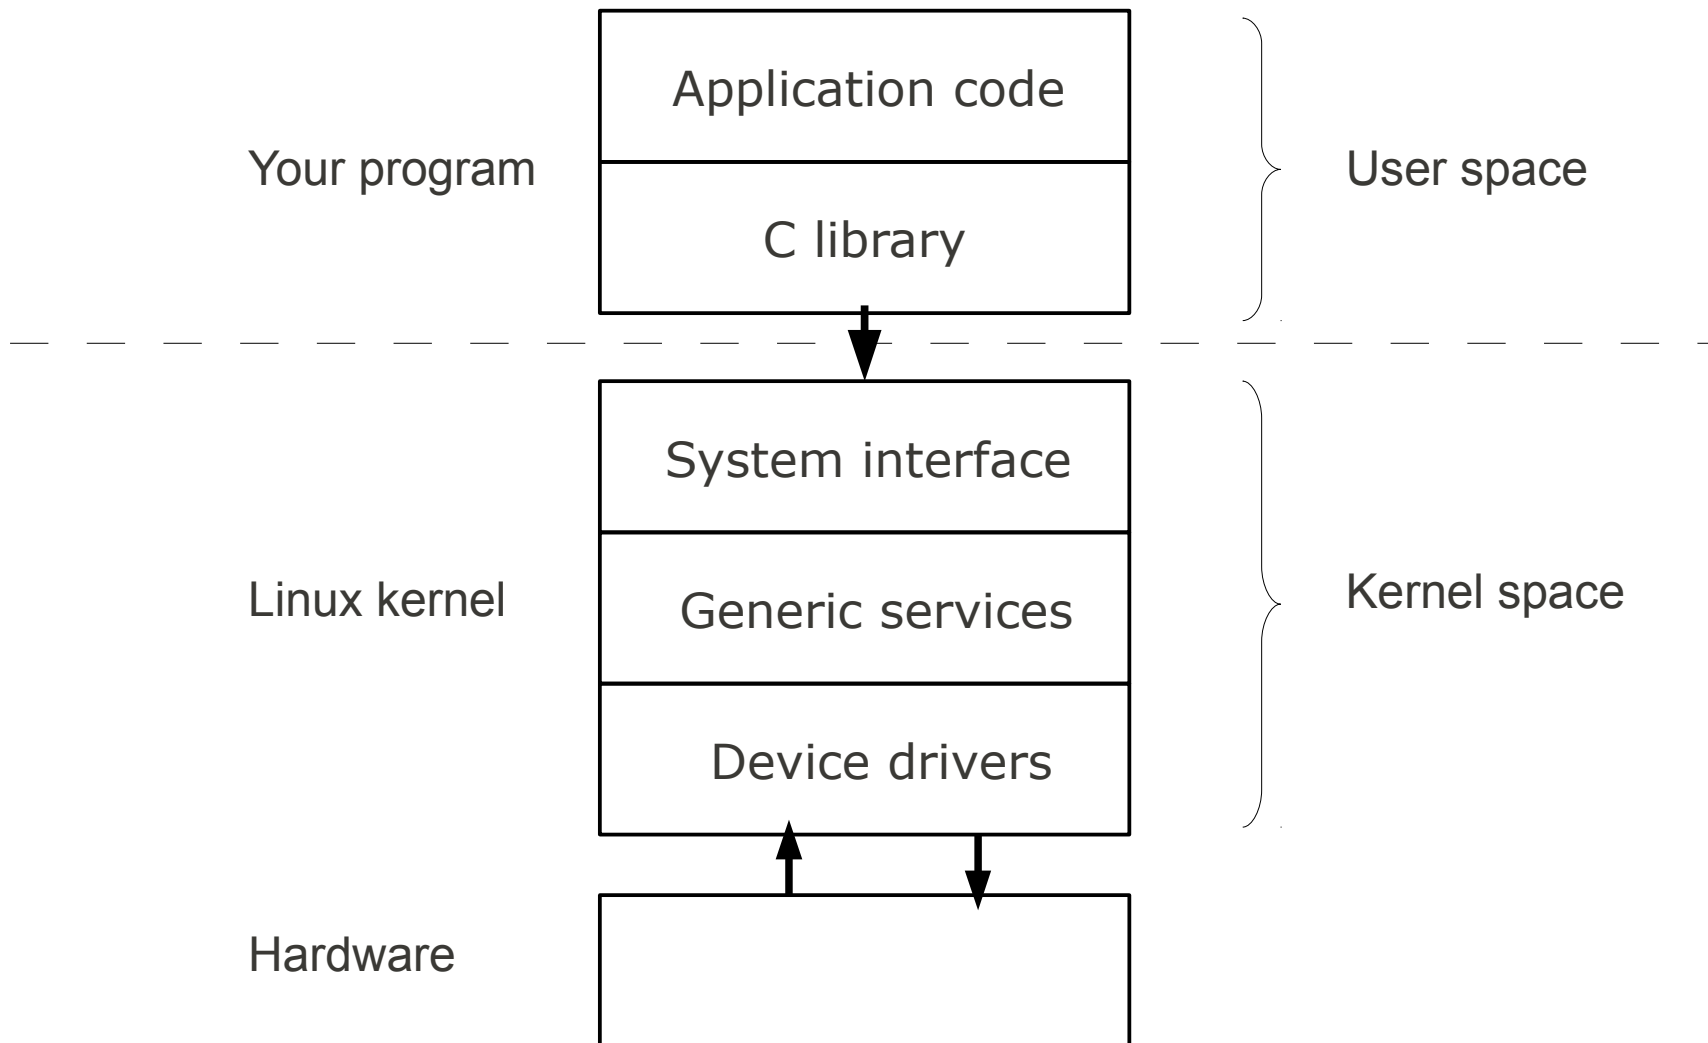 Application code
Your program
User space
C library
System interface
Linux kernel
Generic services
Kernel space
Device drivers
Hardware